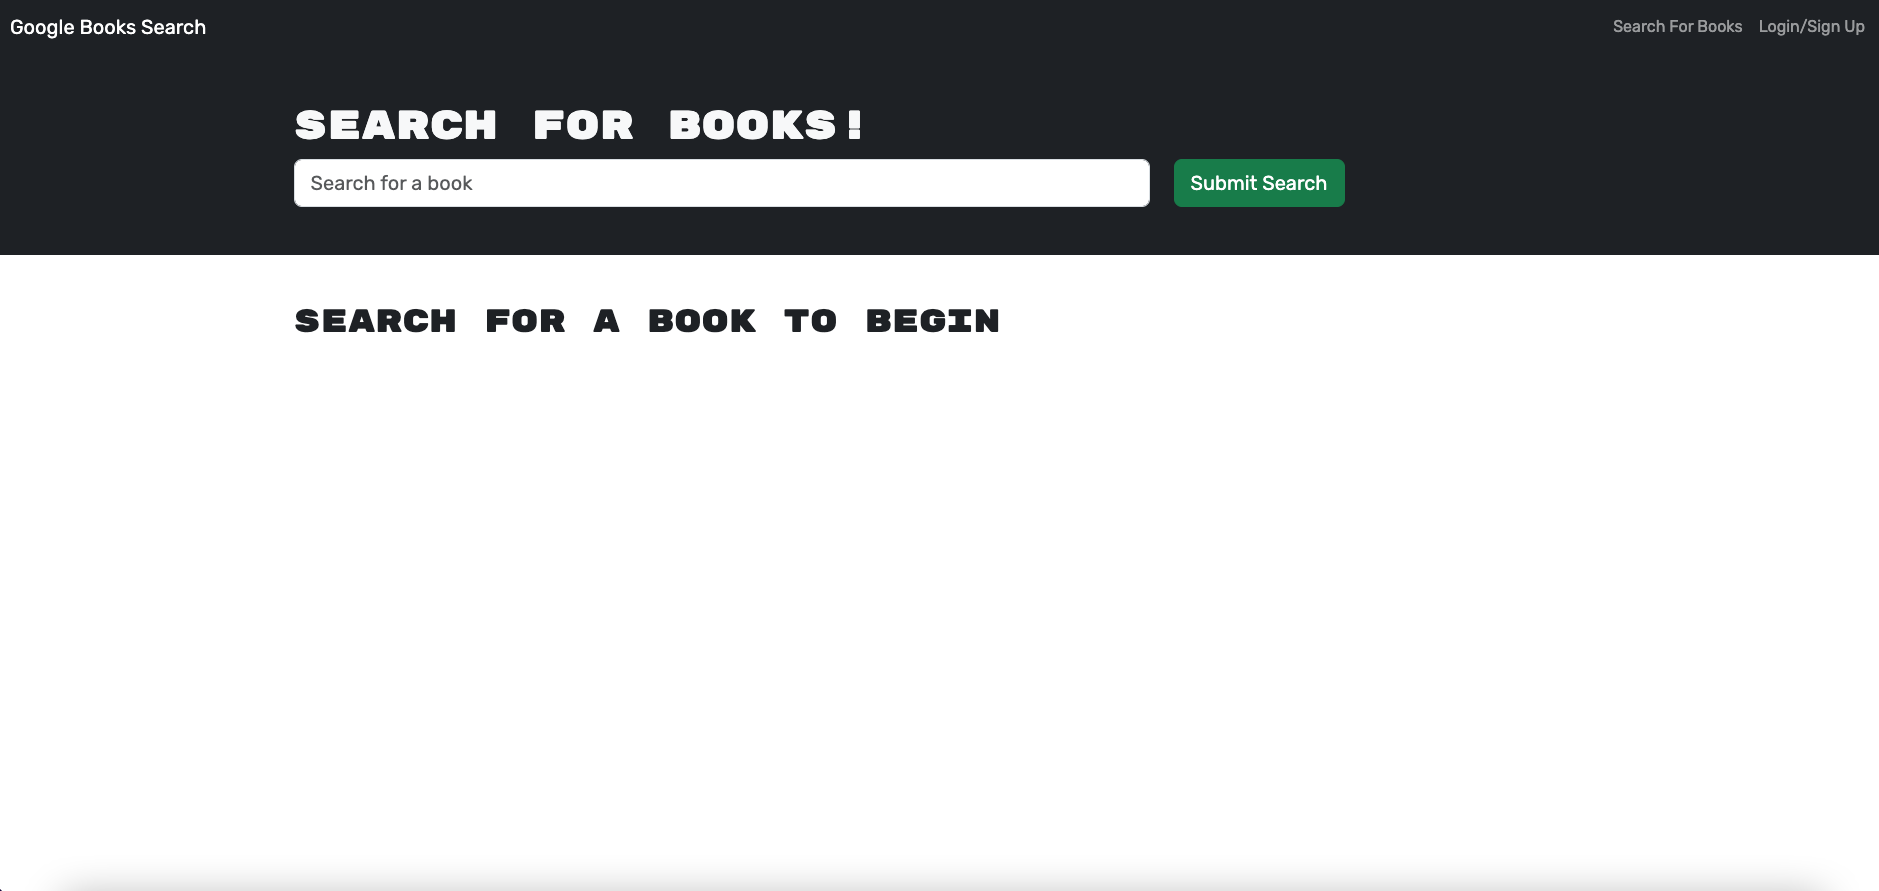 Google Books Search
Search For Books
Login/Sign Up
SEARCH FOR BOOKS!
Search for a book
Submit Search
SEARCH FOR A BOOK TO BEGIN